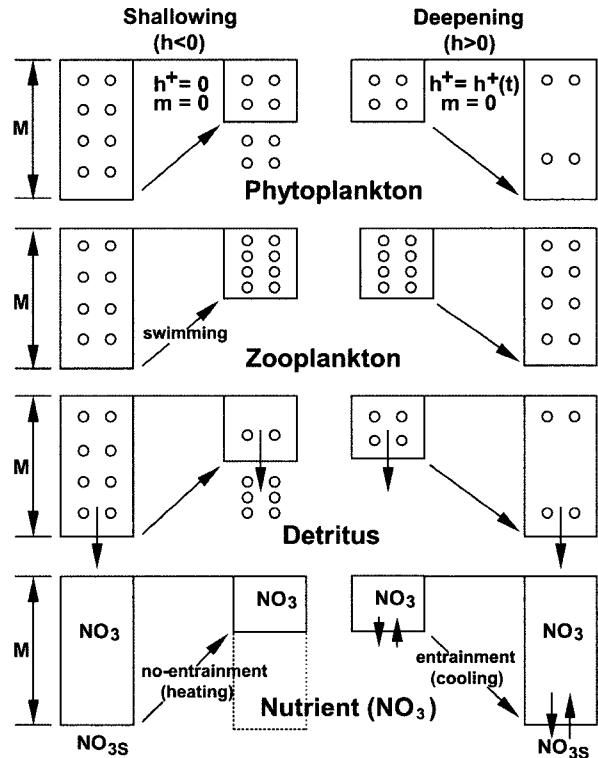 Shallowing
(h<0)
Deepening
(h>0)
M
h⁺= 0
m = 0
h⁺= h⁺(t)
m = 0
Phytoplankton
M
swimming
Zooplankton
M
Detritus
M
NO₃
NO₃
NO₃
NO₃
no-entrainment
(heating)
entrainment
(cooling)
Nutrient (NO₃)
NO₃S
NO₃S